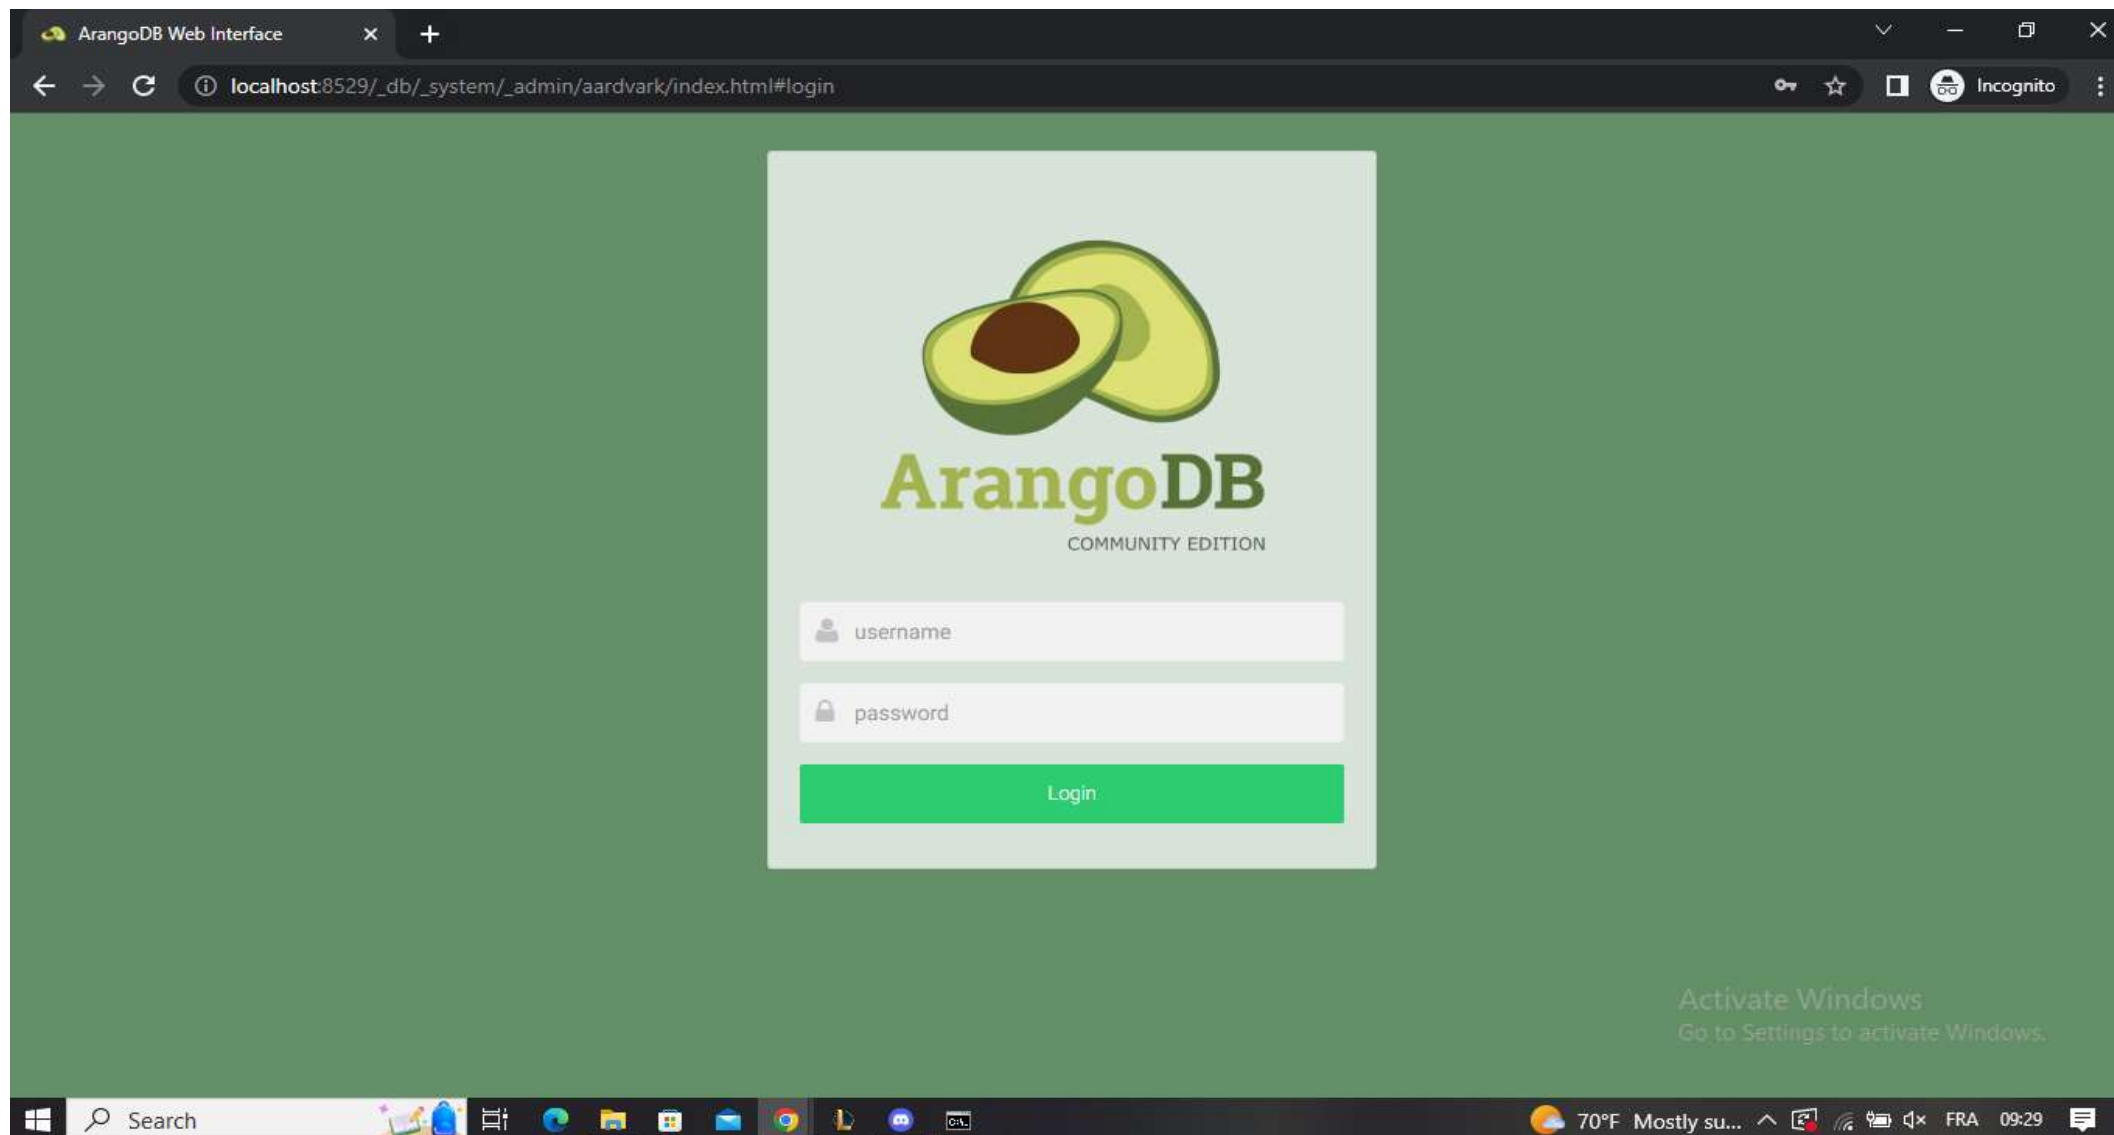 ArangoDB Web Interface
localhost:8529/_db/_system/_admin/aardvark/index.html#login
Incognito
ArangoDB
COMMUNITY EDITION
username
password
Login
Activate Windows
Go to Settings to activate Windows.
Search
70°F Mostly su...
FRA
09:29